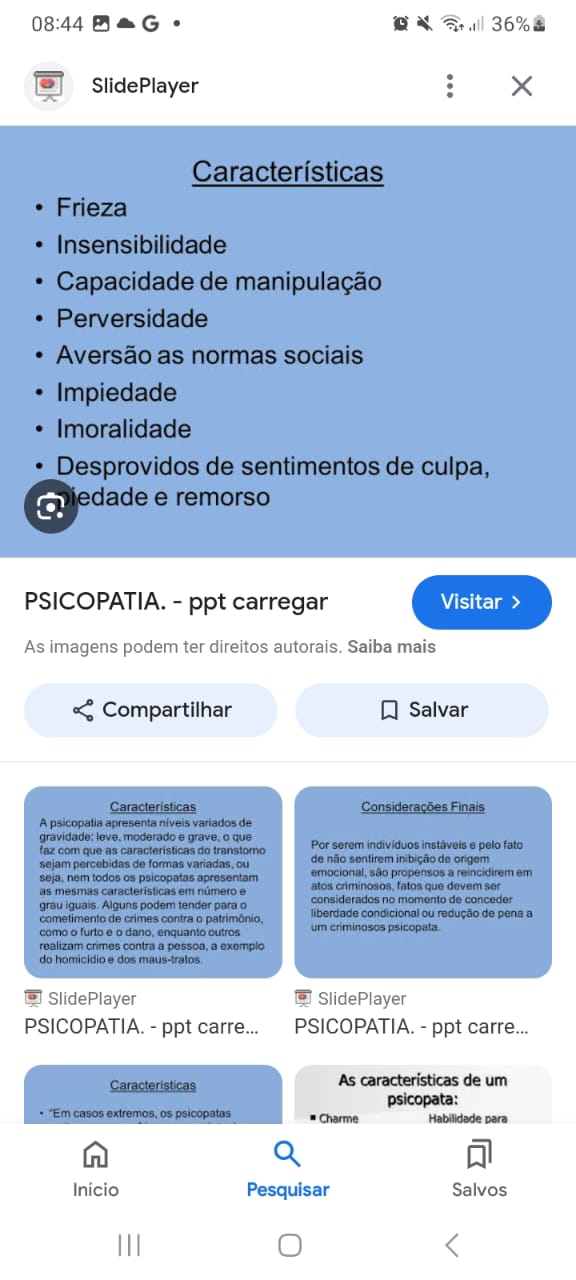 08:44
36%
SlidePlayer
Características
• Frieza
• Insensibilidade
• Capacidade de manipulação
• Perversidade
• Aversão as normas sociais
• Impiedade
• Imoralidade
• Desprovidos de sentimentos de culpa,
piedade e remorso
PSICOPATIA. - ppt carregar
Visitar
As imagens podem ter direitos autorais. Saiba mais
Compartilhar
Salvar
Características
A psicopatia apresenta níveis variados de
gravidade: leve, moderado e grave, o que
faz com que as características do transtorno
sejam percebidas de formas variadas, ou
seja, nem todos os psicopatas apresentam
as mesmas características em número e
grau iguais. Alguns podem tender para o
cometimento de crimes contra o patrimônio,
como o furto e o dano, enquanto outros
realizam crimes contra a pessoa, a exemplo
do homicídio e dos maus-tratos.
SlidePlayer
PSICOPATIA. - ppt carre...
Considerações Finais
Por serem indivíduos instáveis e pelo fato
de não sentirem inibição de origem
emocional, são propensos a reincidirem em
atos criminosos, fatos que devem ser
considerados no momento de conceder
liberdade condicional ou redução de pena a
um criminosos psicopata.
SlidePlayer
PSICOPATIA. - ppt carre...
Características
• "Em casos extremos, os psicopatas
As características de um
psicopata:
Charme
Habilidade para
Início
Pesquisar
Salvos